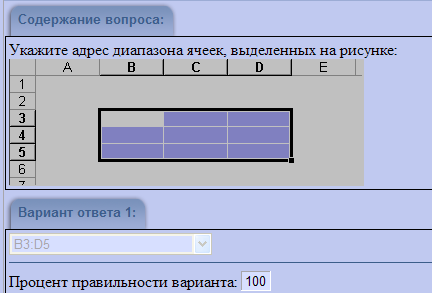 Содержание вопроса:
Укажите адрес диапазона ячеек, выделенных на рисунке:
A B C D E
1
2
3
4
5
6
7
Вариант ответа 1:
B3:D5
Процент правильности варианта: 100